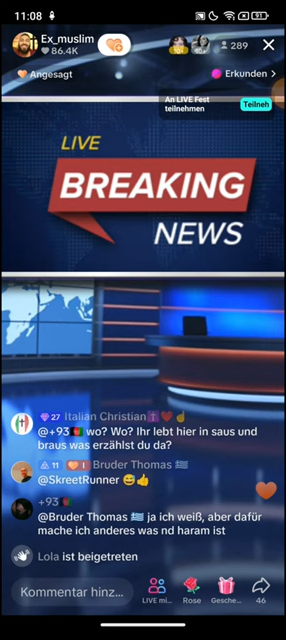 11:08
91
Ex_muslim
86.4K
289
Angesagt
Erkunden >
An LIVE Fest
teilnehmen
Teilneh
LIVE
BREAKING
NEWS
27 Italian Christian
@+93 wo? Wo? Ihr lebt hier in saus und
braus was erzählst du da?
11 1 Bruder Thomas
@SkreetRunner
+93
@Bruder Thomas ja ich weiß, aber dafür
mache ich anderes was nd haram ist
Lola ist beigetreten
Kommentar hinz...
LIVE mi...
Rose
Gesche...
46